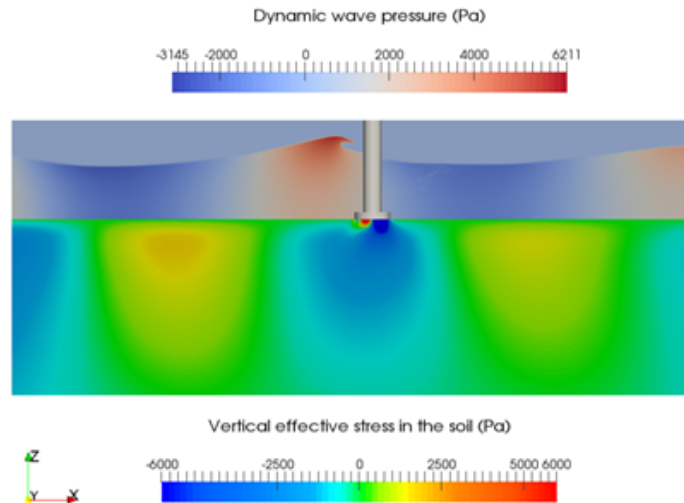 Dynamic wave pressure (Pa)
-3145 -2000 0 2000 4000 6211
Vertical effective stress in the soil (Pa)
-6000 -2500 0 2500 5000 6000
Z
Y X